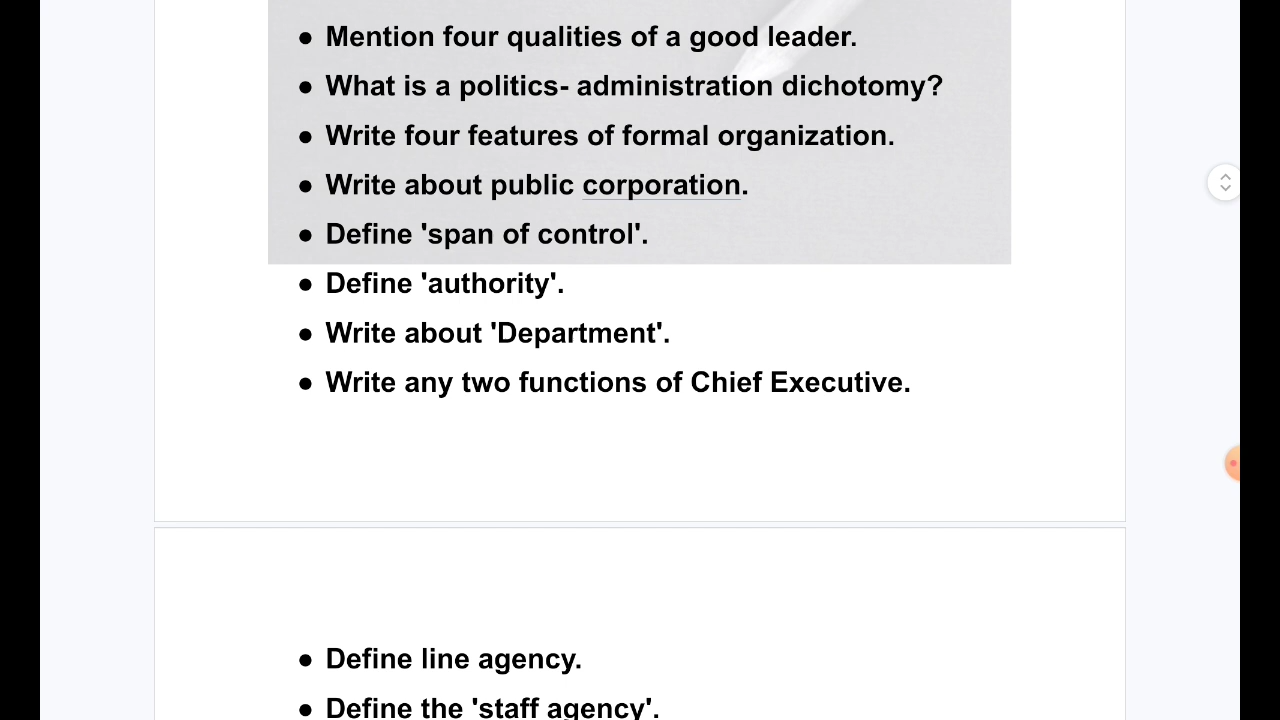 ● Mention four qualities of a good leader.
● What is a politics- administration dichotomy?
● Write four features of formal organization.
● Write about public corporation.
● Define 'span of control'.
● Define 'authority'.
● Write about 'Department'.
● Write any two functions of Chief Executive.
● Define line agency.
● Define the 'staff agency'.